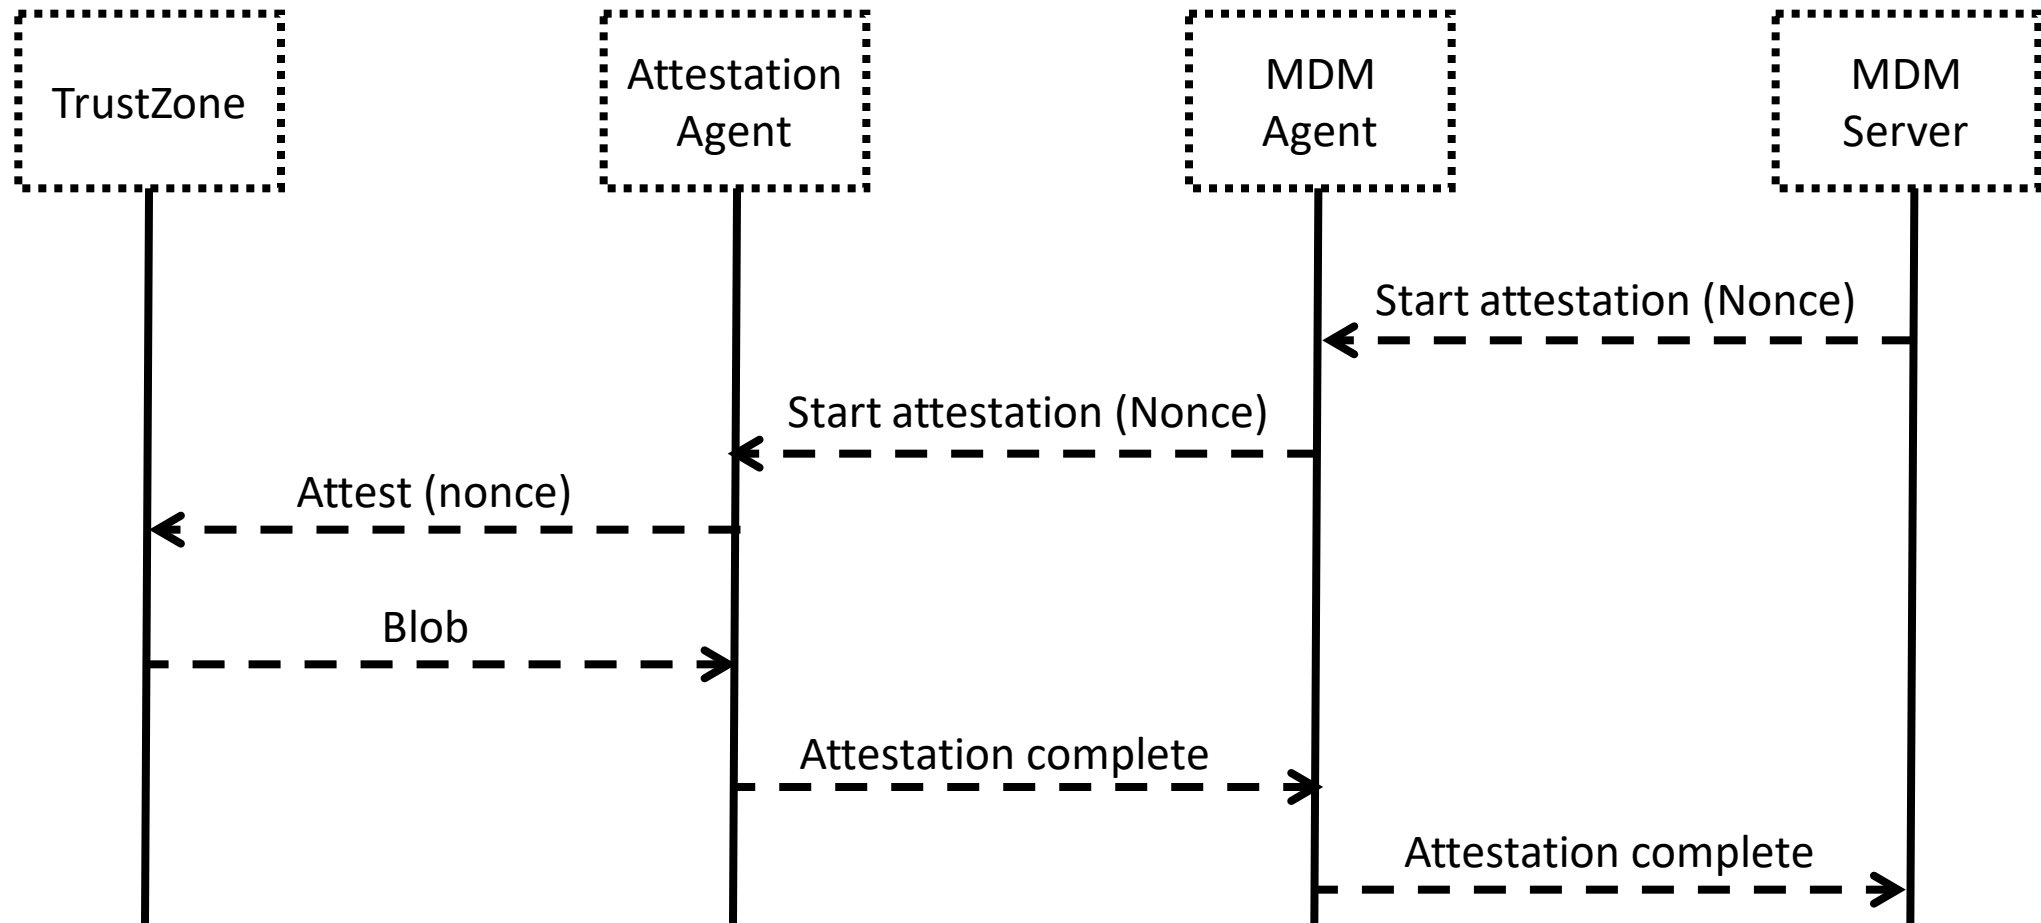 TrustZone
Attestation
Agent
MDM
Agent
MDM
Server
Start attestation (Nonce)
Start attestation (Nonce)
Attest (nonce)
Blob
Attestation complete
Attestation complete